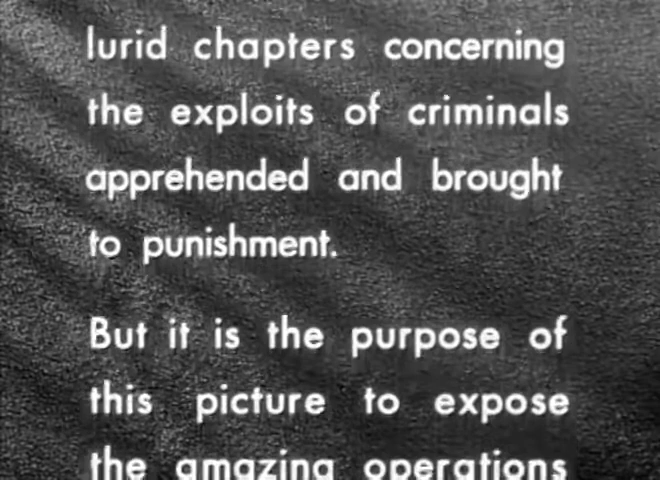 lurid chapters concerning
the exploits of criminals
apprehended and brought
to punishment.
But it is the purpose of
this picture to expose
the amazing operations